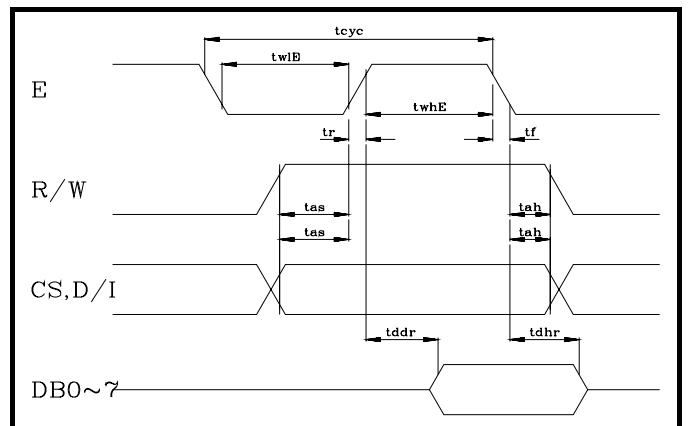 tcyc
twlE
E
twhE
tr
tf
R/W
tas
tah
tas
tah
CS,D/I
tddr
tdhr
DB0~7